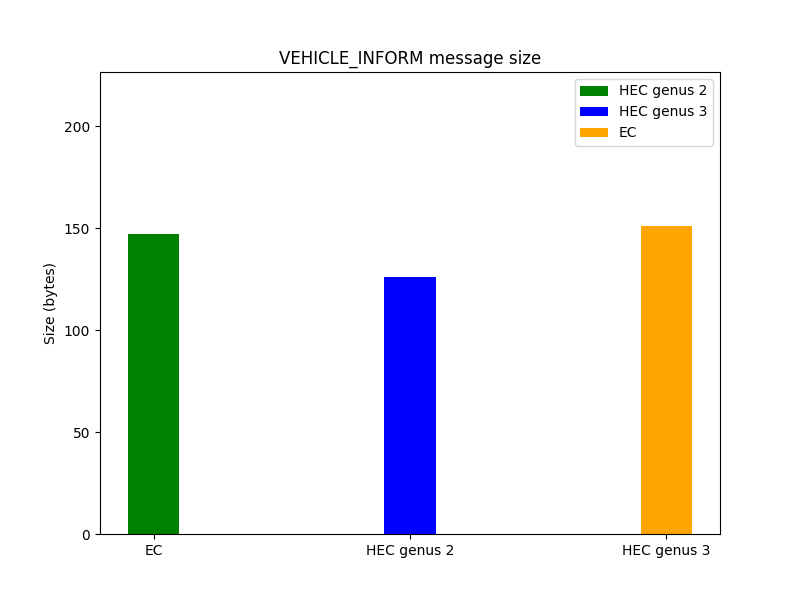 VEHICLE_INFORM message size
HEC genus 2
HEC genus 3
EC
200
150
100
50
0
Size (bytes)
EC
HEC genus 2
HEC genus 3